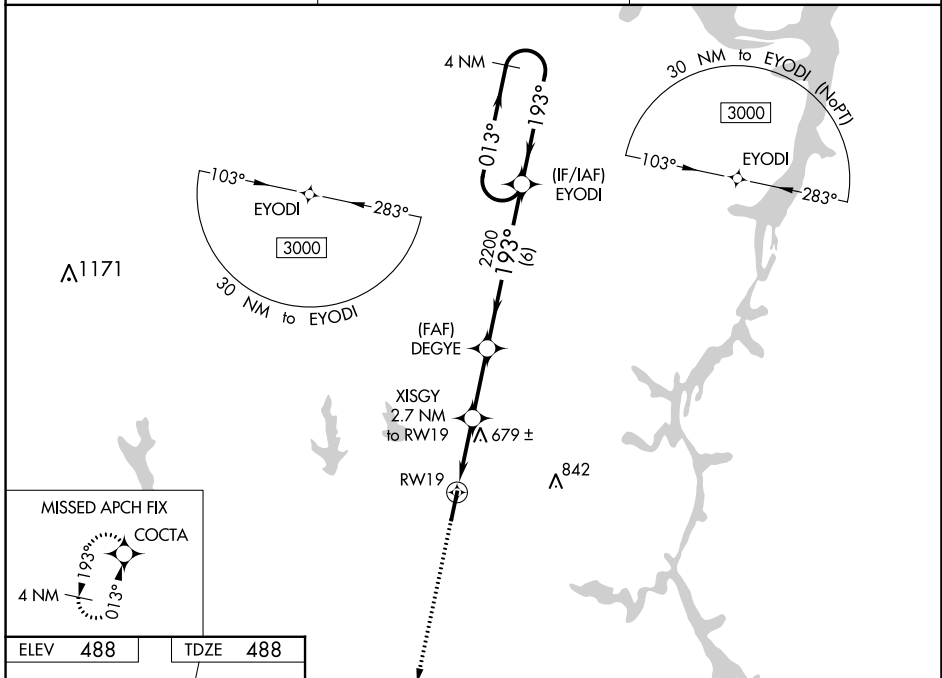 4 NM
013°
193°
(IF/IAF)
EYODI
30 NM to EYODI (NoPT)
3000
103°
EYODI
283°
103°
EYODI
283°
3000
30 NM to EYODI
1171
2200
193°
(6)
(FAF)
DEGYE
XISGY
2.7 NM
to RW19
679 ±
RW19
842
MISSED APCH FIX
COCTA
193°
4 NM
013°
ELEV 488
TDZE 488